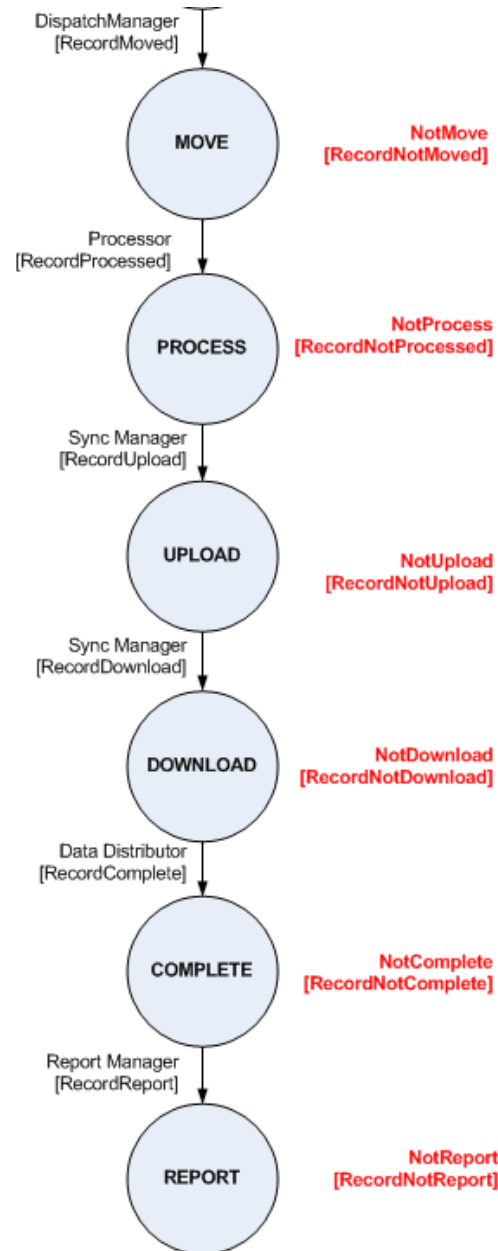 DispatchManager
[RecordMoved]
MOVE
NotMove
[RecordNotMoved]
Processor
[RecordProcessed]
PROCESS
NotProcess
[RecordNotProcessed]
Sync Manager
[RecordUpload]
UPLOAD
NotUpload
[RecordNotUpload]
Sync Manager
[RecordDownload]
DOWNLOAD
NotDownload
[RecordNotDownload]
Data Distributor
[RecordComplete]
COMPLETE
NotComplete
[RecordNotComplete]
Report Manager
[RecordReport]
REPORT
NotReport
[RecordNotReport]